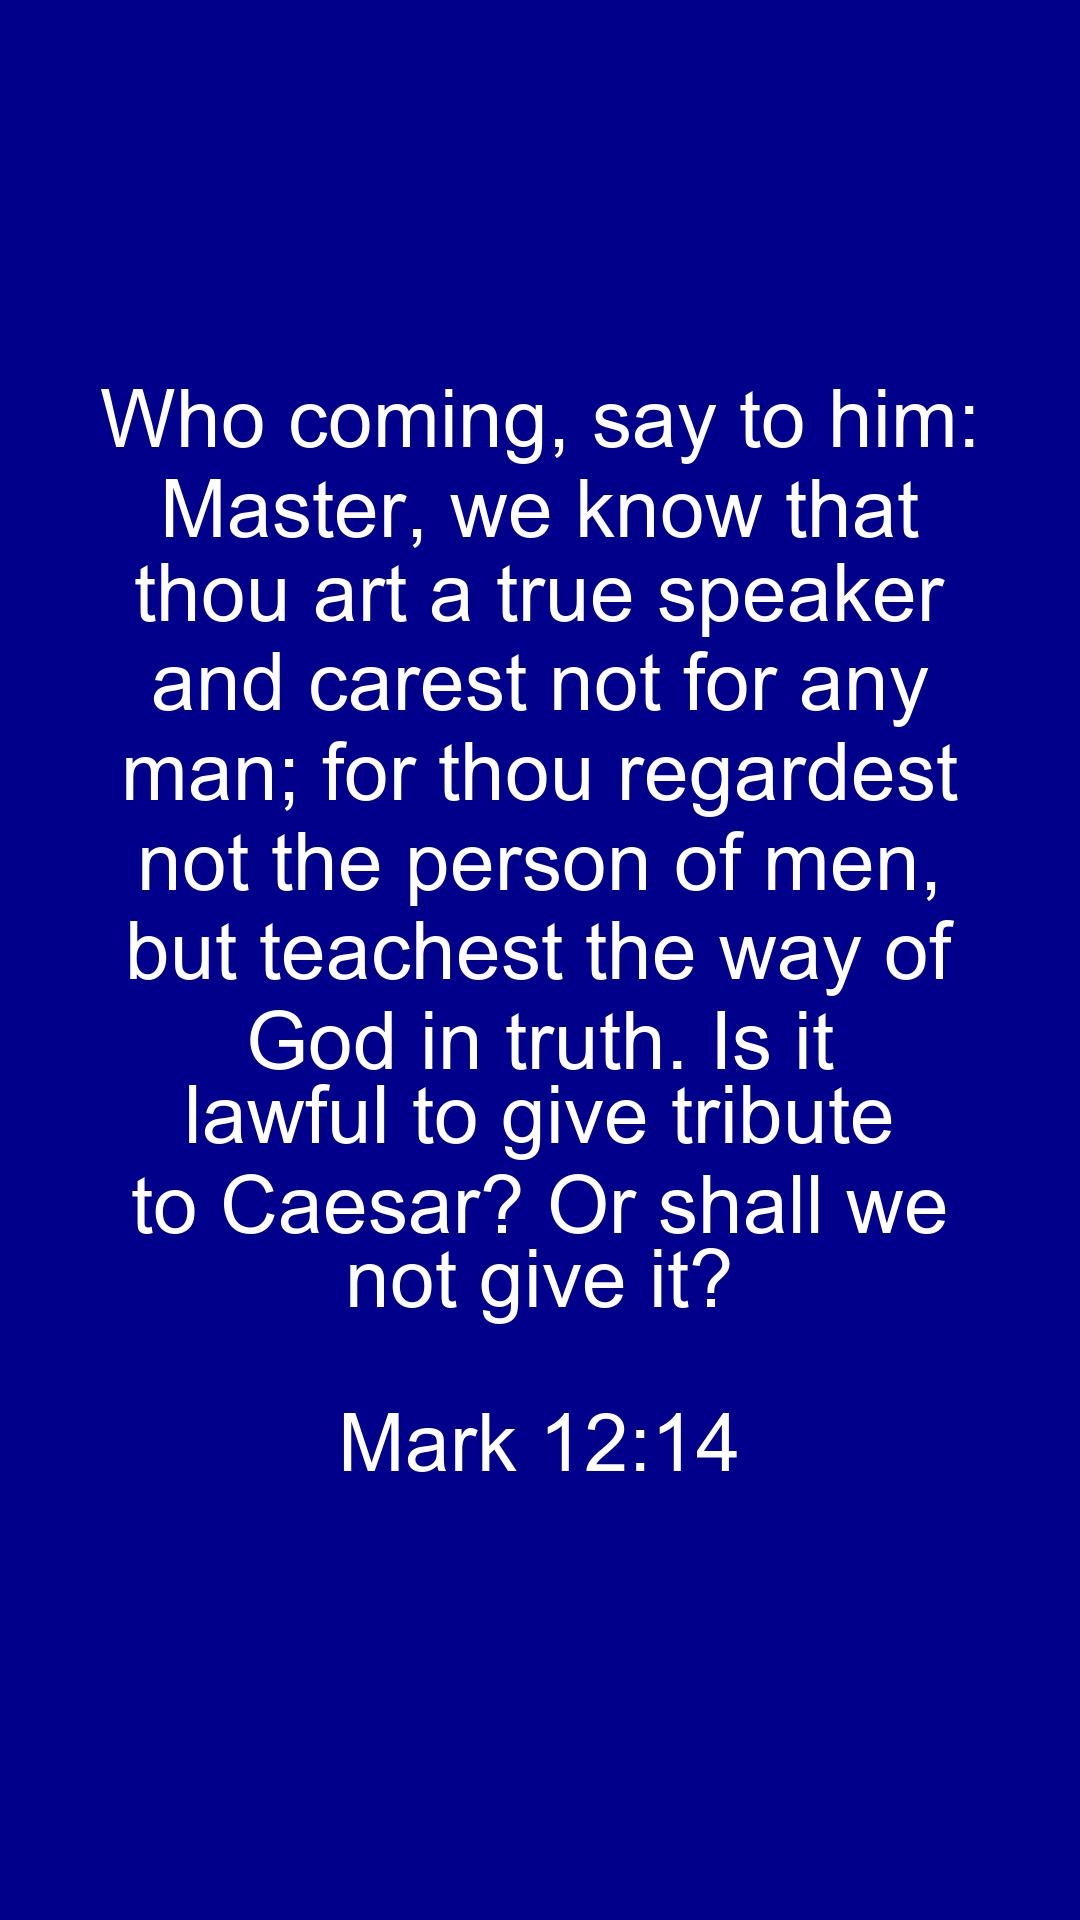 Who coming, say to him:
Master, we know that
thou art a true speaker
and carest not for any
man; for thou regardest
not the person of men,
but teachest the way of
God in truth. Is it
lawful to give tribute
to Caesar? Or shall we
not give it?
Mark 12:14